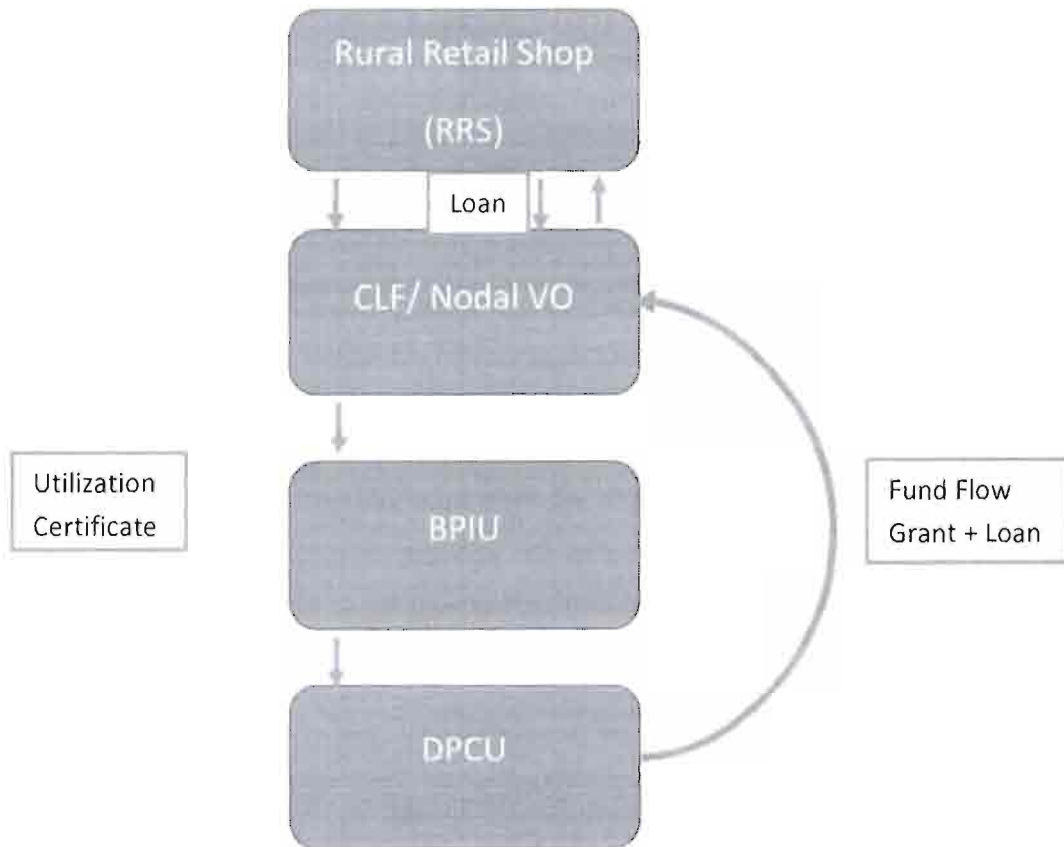 Rural Retail Shop
(RRS)
Loan
CLF/ Nodal VO
Utilization
Certificate
BPIU
Fund Flow
Grant + Loan
DPCU